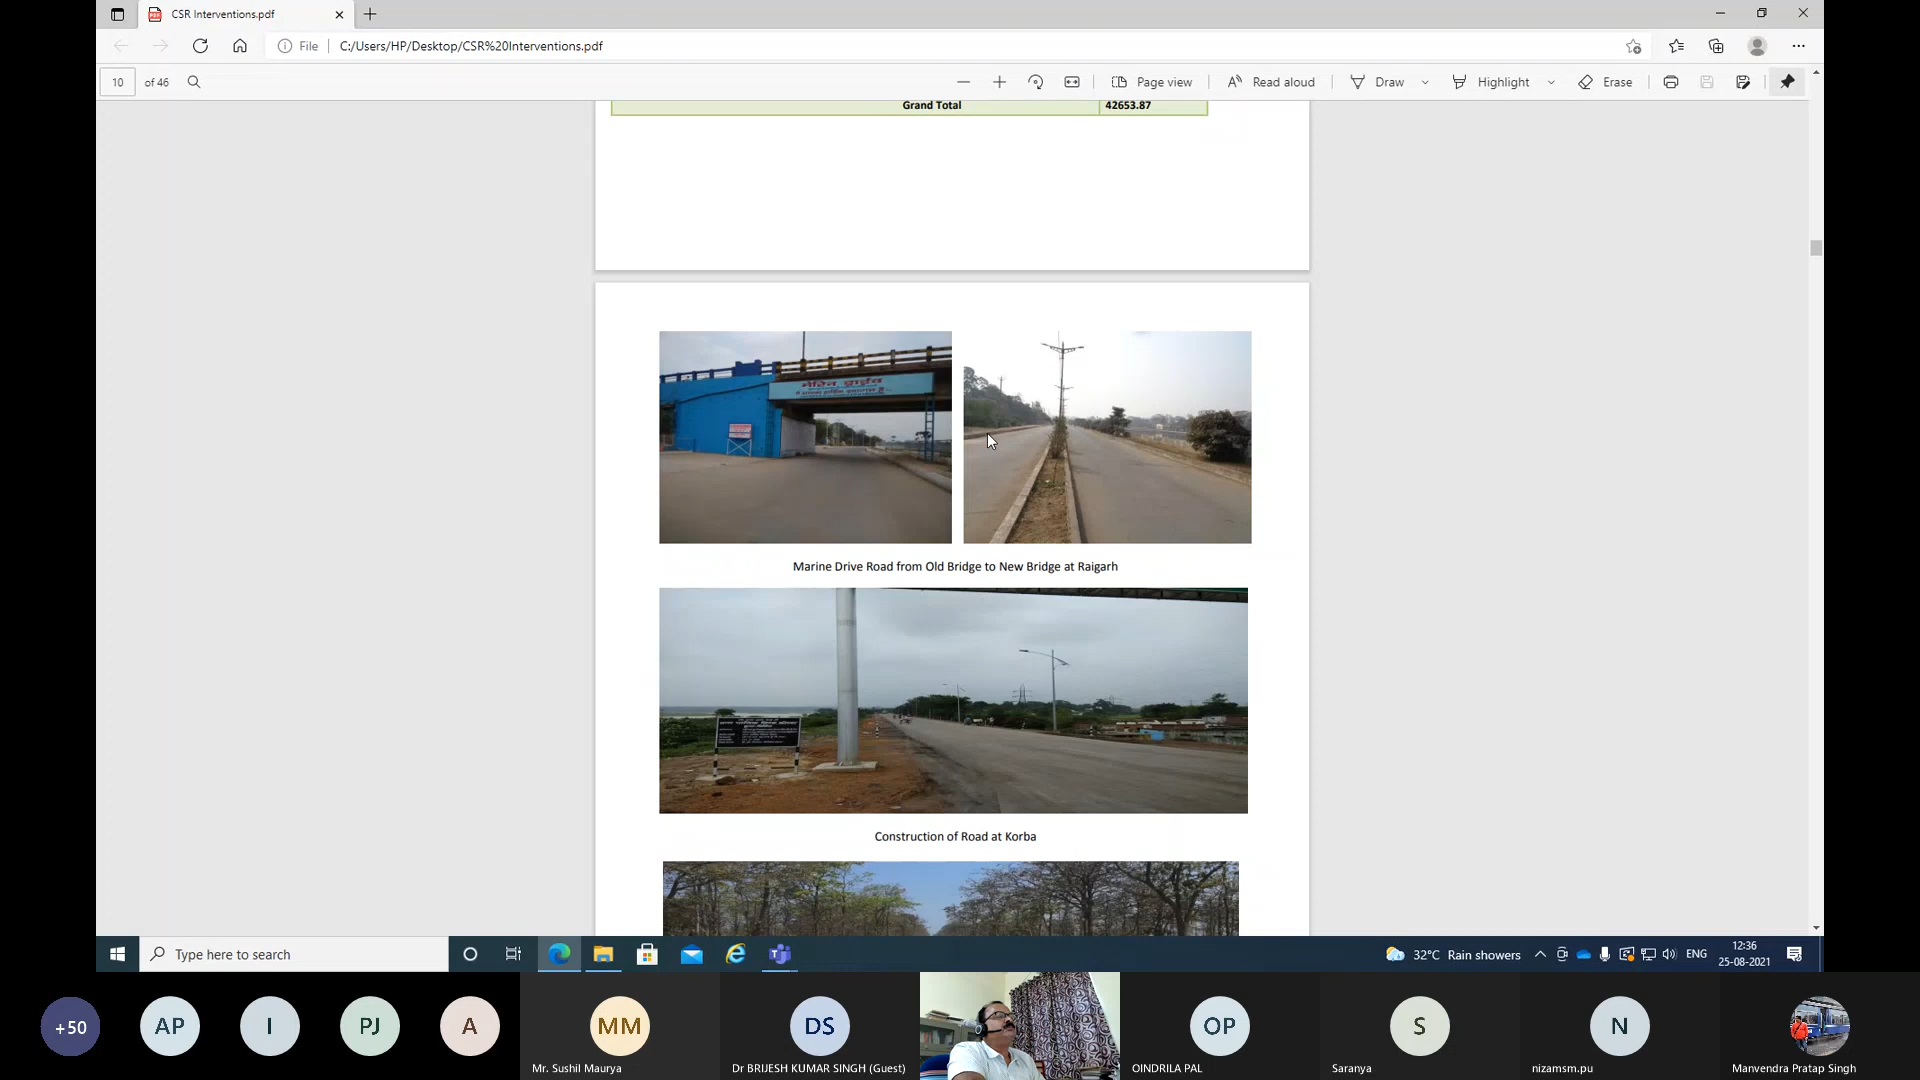 CSR Interventions.pdf
File
C:/Users/HP/Desktop/CSR%20Interventions.pdf
10 of 46
Page view
Read aloud
Draw
Highlight
Erase
Grand Total 42653.87
मेरिन ड्राईव
Marine Drive Road from Old Bridge to New Bridge at Raigarh
Construction of Road at Korba
Type here to search
32°C Rain showers
ENG
12:36
25-08-2021
+50
AP
I
PJ
A
MM
DS
OP
S
N
Mr. Sushil Maurya
Dr BRIJESH KUMAR SINGH (Guest)
OINDRILA PAL
Saranya
nizamsm.pu
Manvendra Pratap Singh